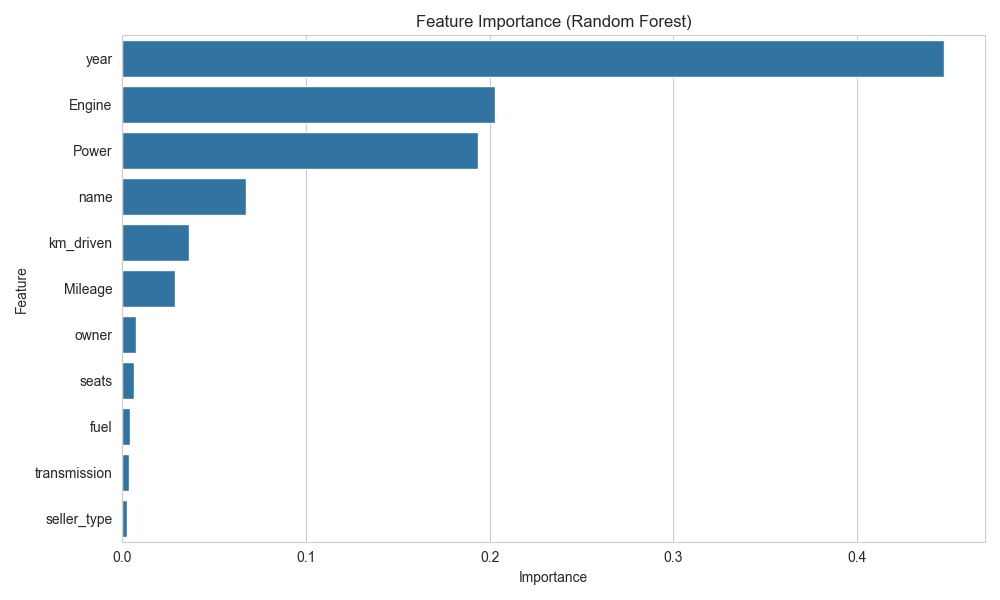 Feature Importance (Random Forest)
Feature
year
Engine
Power
name
km_driven
Mileage
owner
seats
fuel
transmission
seller_type
0.0 0.1 0.2 0.3 0.4
Importance